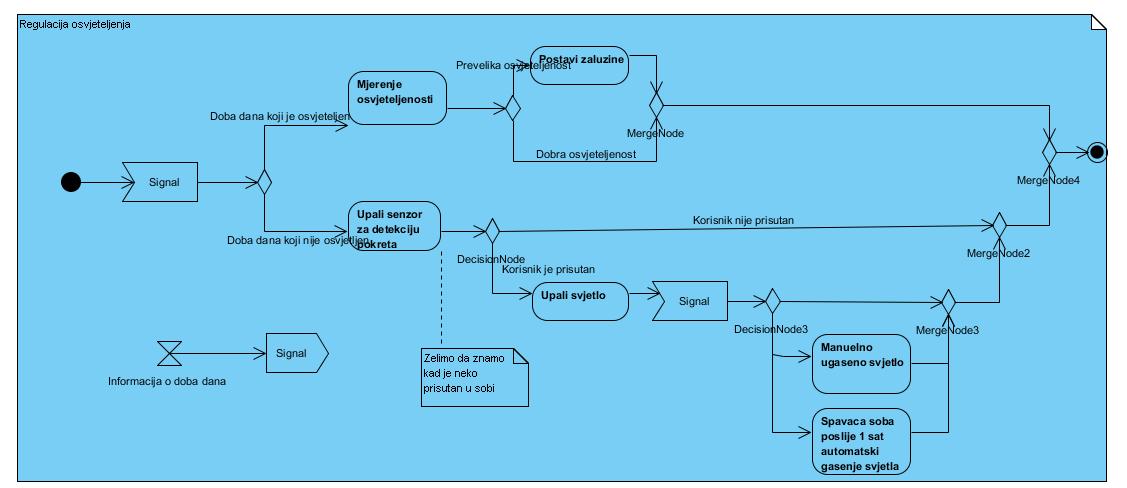 Regulacija osvjeteljenja
Prevelika osvjeteljenost
Postavi zaluzine
Mjerenje
osvjeteljenosti
Doba dana koji je osvjeteljen
MergeNode
Dobra osvjeteljenost
Signal
MergeNode4
Upali senzor
za detekciju
pokreta
Doba dana koji nije osvjetljen
Korisnik nije prisutan
DecisionNode
MergeNode2
Korisnik je prisutan
Upali svjetlo
Signal
DecisionNode3
MergeNode3
Manuelno
ugaseno svjetlo
Signal
Informacija o doba dana
Zelimo da znamo
kad je neko
prisutan u sobi
Spavaca soba
poslije 1 sat
automatski
gasenje svjetla